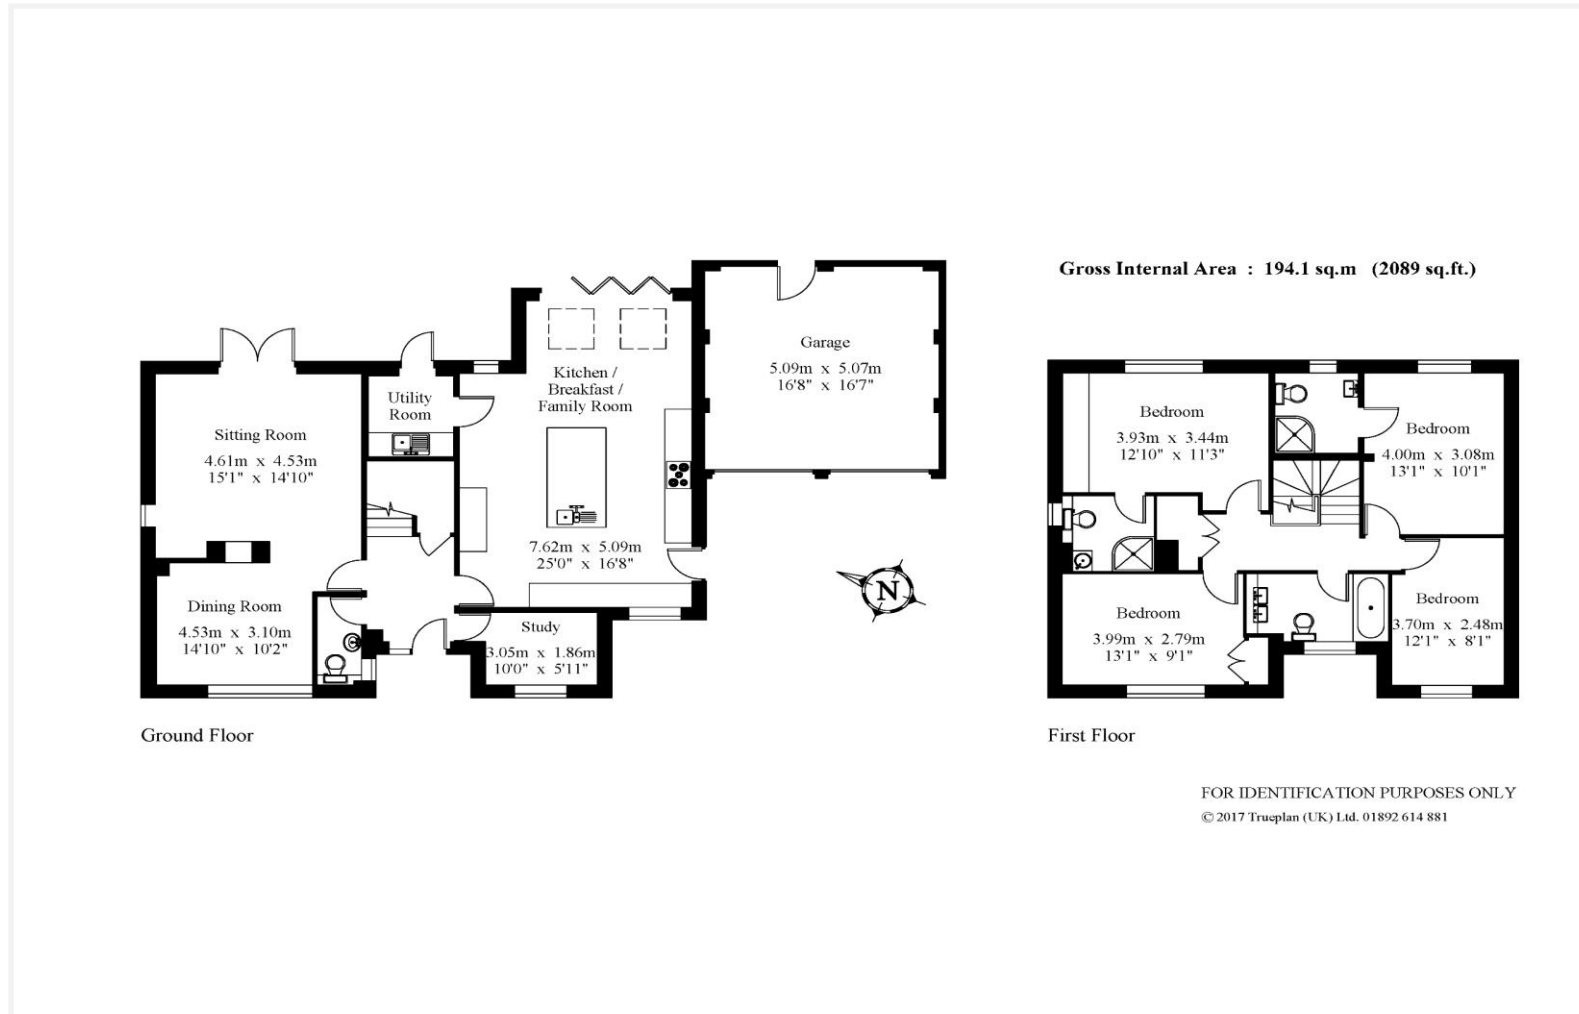 Gross Internal Area : 194.1 sq.m (2089 sq.ft.)
Sitting Room
4.61m x 4.53m
15'1" x 14'10"
Utility
Room
Kitchen /
Breakfast /
Family Room
7.62m x 5.09m
25'0" x 16'8"
Garage
5.09m x 5.07m
16'8" x 16'7"
Dining Room
4.53m x 3.10m
14'10" x 10'2"
Study
3.05m x 1.86m
10'0" x 5'11"
N
Ground Floor
Bedroom
3.93m x 3.44m
12'10" x 11'3"
Bedroom
4.00m x 3.08m
13'1" x 10'1"
Bedroom
3.99m x 2.79m
13'1" x 9'1"
Bedroom
3.70m x 2.48m
12'1" x 8'1"
First Floor
FOR IDENTIFICATION PURPOSES ONLY
© 2017 Trueplan (UK) Ltd. 01892 614 881